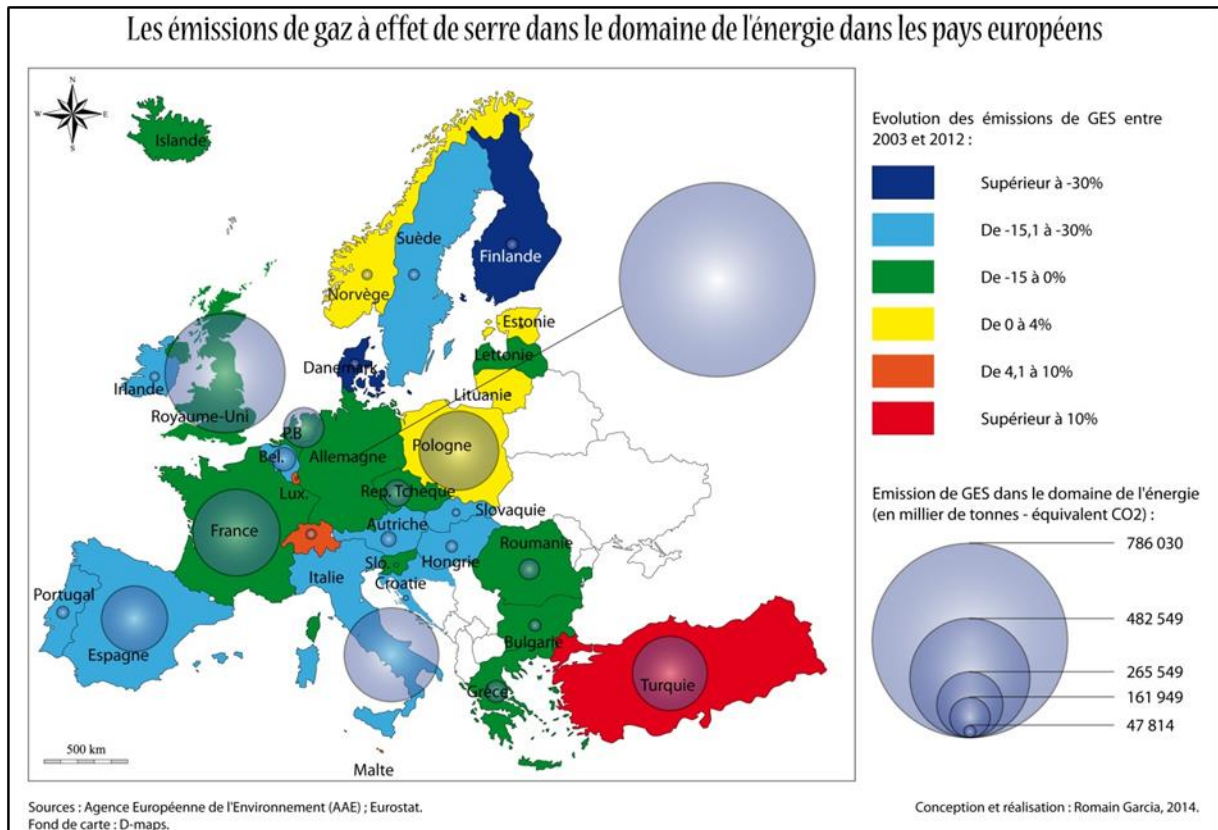 Les émissions de gaz à effet de serre dans le domaine de l'énergie dans les pays européens
N
W
E
S
500 km
Islande
Norvège
Suède
Finlande
Estonie
Lettonie
Lituanie
Danemark
Irlande
Royaume-Uni
P.B
Bel.
Lux.
Allemagne
Pologne
Rep. Tchèque
Slovaquie
Autriche
Hongrie
Roumanie
France
Italie
Slo.
Croatie
Bulgarie
Portugal
Espagne
Grèce
Turquie
Malte
Evolution des émissions de GES entre
2003 et 2012 :
Supérieur à -30%
De -15,1 à -30%
De -15 à 0%
De 0 à 4%
De 4,1 à 10%
Supérieur à 10%
Emission de GES dans le domaine de l'énergie
(en millier de tonnes - équivalent CO2) :
786 030
482 549
265 549
161 949
47 814
Sources : Agence Européenne de l'Environnement (AAE) ; Eurostat.
Fond de carte : D-maps.
Conception et réalisation : Romain Garcia, 2014.